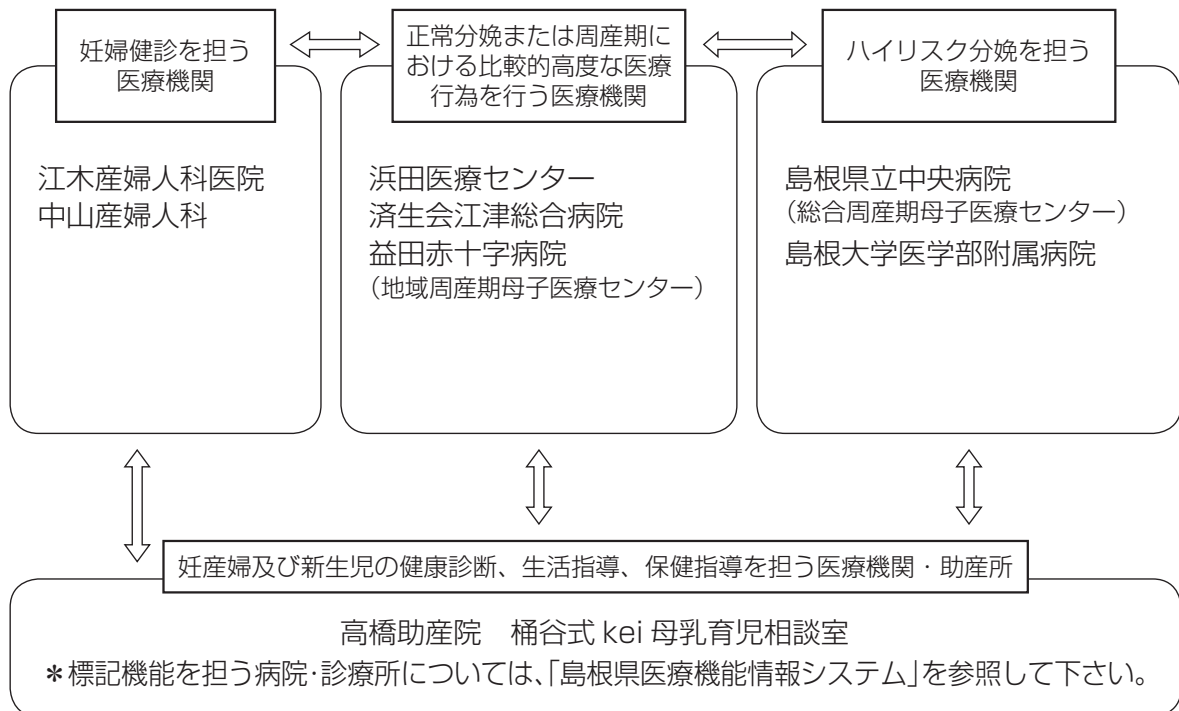 妊婦健診を担う
医療機関
正常分娩または周産期に
おける比較的高度な医療
行為を行う医療機関
ハイリスク分娩を担う
医療機関
江木産婦人科医院
中山産婦人科
浜田医療センター
済生会江津総合病院
益田赤十字病院
（地域周産期母子医療センター）
島根県立中央病院
（総合周産期母子医療センター）
島根大学医学部附属病院
妊産婦及び新生児の健康診断、生活指導、保健指導を担う医療機関・助産所
高橋助産院　桶谷式 kei 母乳育児相談室
＊標記機能を担う病院･診療所については、｢島根県医療機能情報システム｣を参照して下さい。